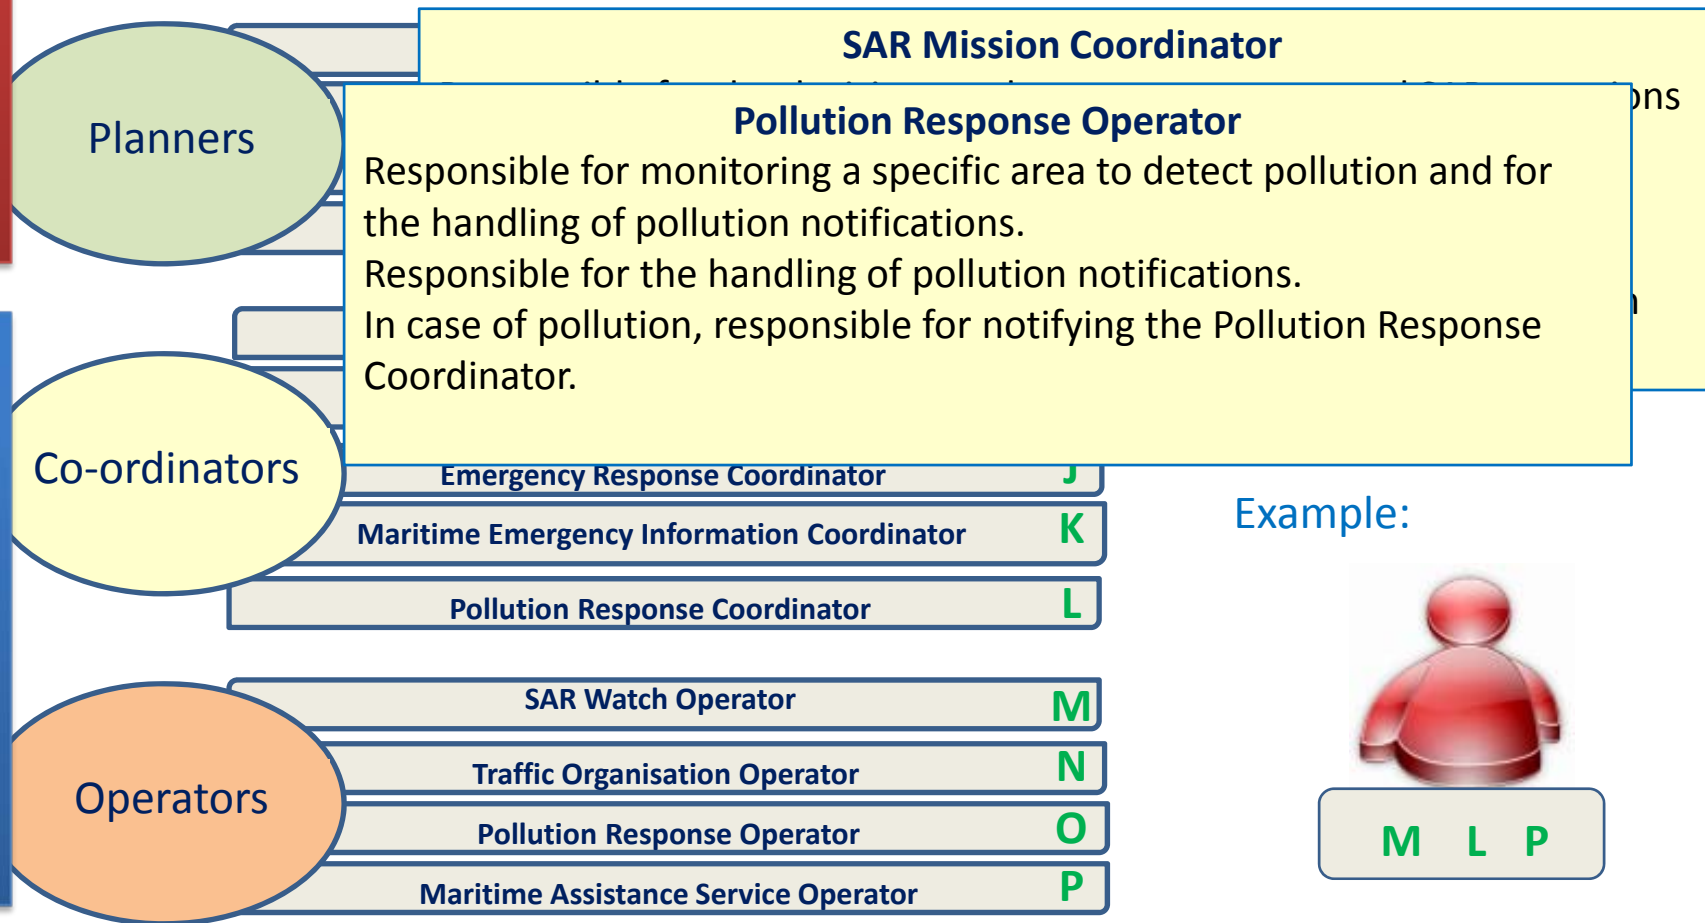 SAR Mission Coordinator
Planners
Pollution Response Operator
Responsible for monitoring a specific area to detect pollution and for
the handling of pollution notifications.
Responsible for the handling of pollution notifications.
In case of pollution, responsible for notifying the Pollution Response
Coordinator.
Co-ordinators
Emergency Response Coordinator J
Maritime Emergency Information Coordinator K
Pollution Response Coordinator L
Example:
Operators
SAR Watch Operator M
Traffic Organisation Operator N
Pollution Response Operator O
Maritime Assistance Service Operator P
M L P